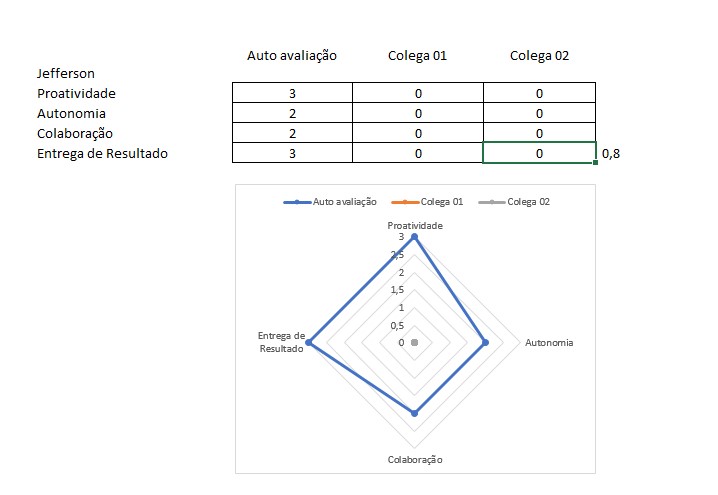 Auto avaliação Colega 01 Colega 02
Jefferson
Proatividade 3 0 0
Autonomia 2 0 0
Colaboração 2 0 0
Entrega de Resultado 3 0 0 0,8
Auto avaliação Colega 01 Colega 02
Proatividade
3
2,5
2
1,5
1
0,5
0
Entrega de
Resultado
Autonomia
Colaboração